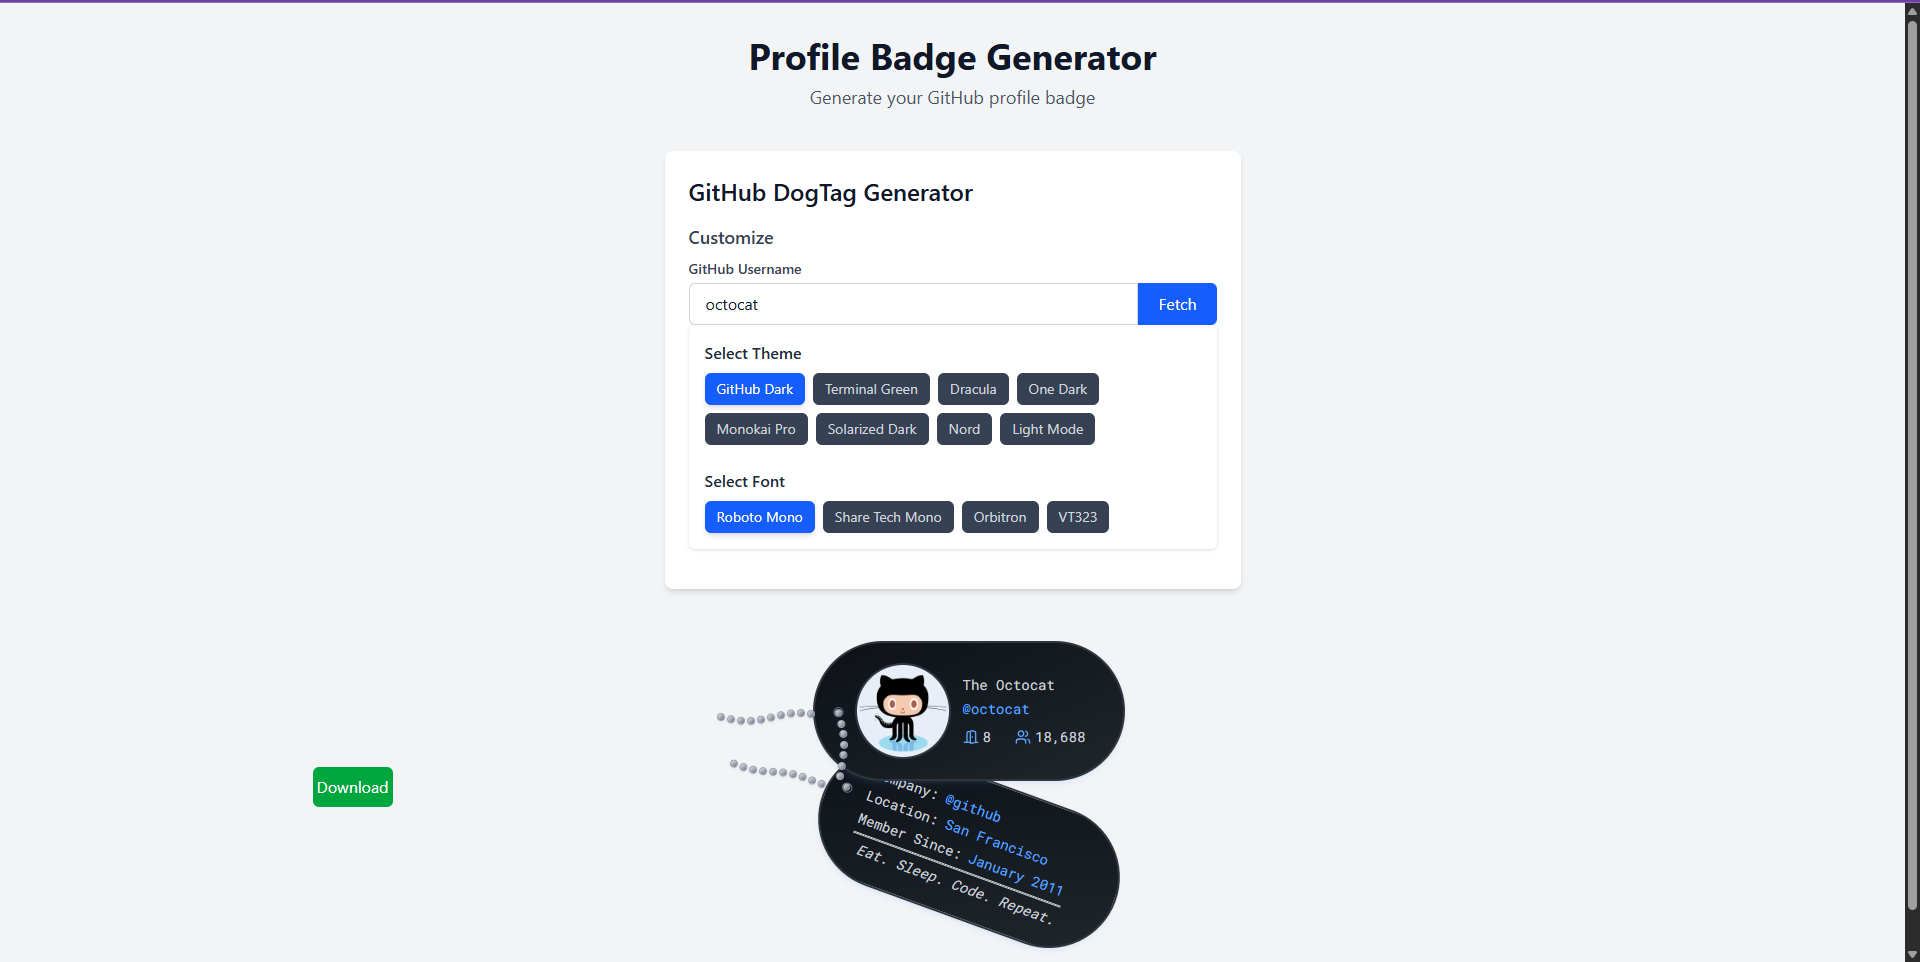 Profile Badge Generator
Generate your GitHub profile badge
GitHub DogTag Generator
Customize
GitHub Username
octocat
Fetch
Select Theme
GitHub Dark Terminal Green Dracula One Dark
Monokai Pro Solarized Dark Nord Light Mode
Select Font
Roboto Mono Share Tech Mono Orbitron VT323
The Octocat
@octocat
8 18,688
Download
@github
Location: San Francisco
Member Since: January 2011
Eat. Sleep. Code. Repeat.